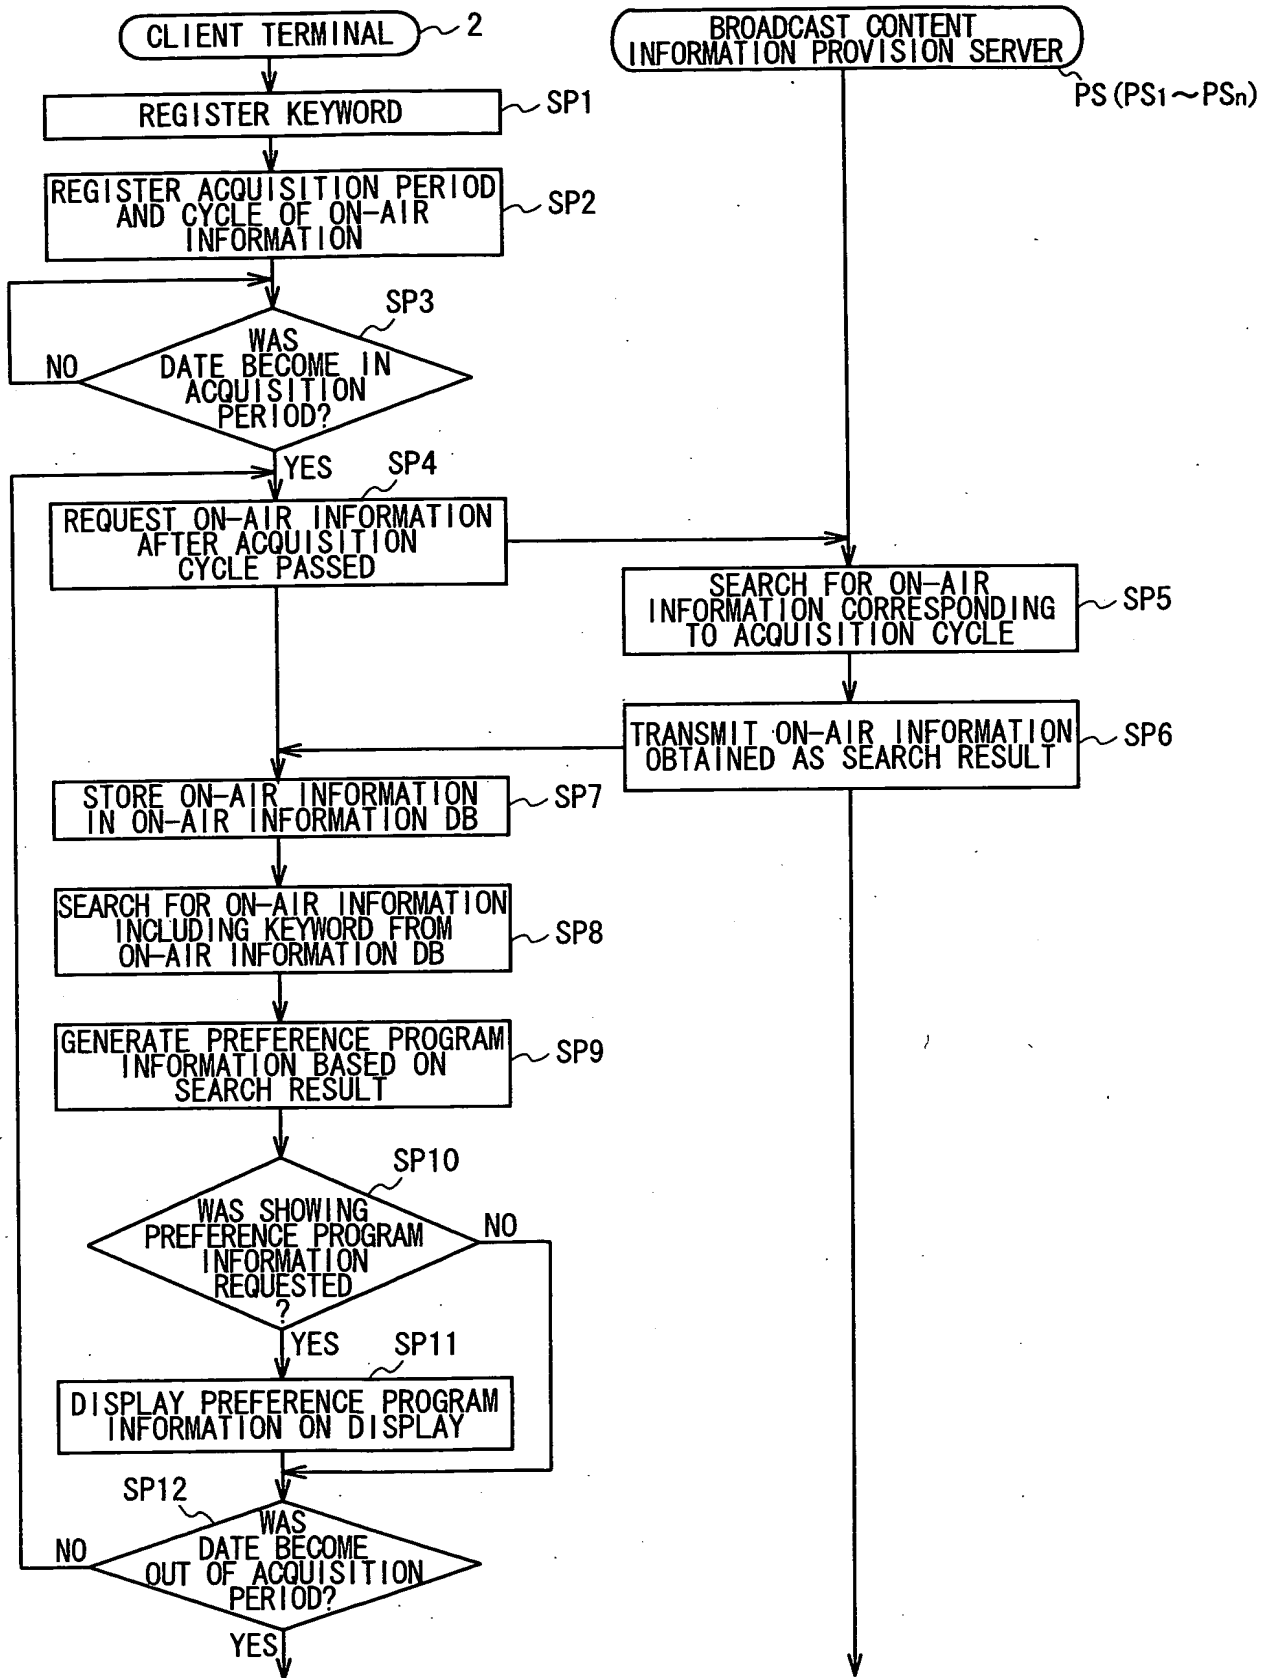 CLIENT TERMINAL
2
BROADCAST CONTENT
INFORMATION PROVISION SERVER
PS(PS1~PSn)
REGISTER KEYWORD
SP1
REGISTER ACQUISITION PERIOD
AND CYCLE OF ON-AIR
INFORMATION
SP2
SP3
WAS
DATE BECOME IN
ACQUISITION
PERIOD?
NO
YES
SP4
REQUEST ON-AIR INFORMATION
AFTER ACQUISITION
CYCLE PASSED
SEARCH FOR ON-AIR
INFORMATION CORRESPONDING
TO ACQUISITION CYCLE
SP5
TRANSMIT ON-AIR INFORMATION
OBTAINED AS SEARCH RESULT
SP6
STORE ON-AIR INFORMATION
IN ON-AIR INFORMATION DB
SP7
SEARCH FOR ON-AIR INFORMATION
INCLUDING KEYWORD FROM
ON-AIR INFORMATION DB
SP8
GENERATE PREFERENCE PROGRAM
INFORMATION BASED ON
SEARCH RESULT
SP9
SP10
WAS SHOWING
PREFERENCE PROGRAM
INFORMATION
REQUESTED
?
NO
YES
SP11
DISPLAY PREFERENCE PROGRAM
INFORMATION ON DISPLAY
SP12
WAS
DATE BECOME
OUT OF ACQUISITION
PERIOD?
NO
YES